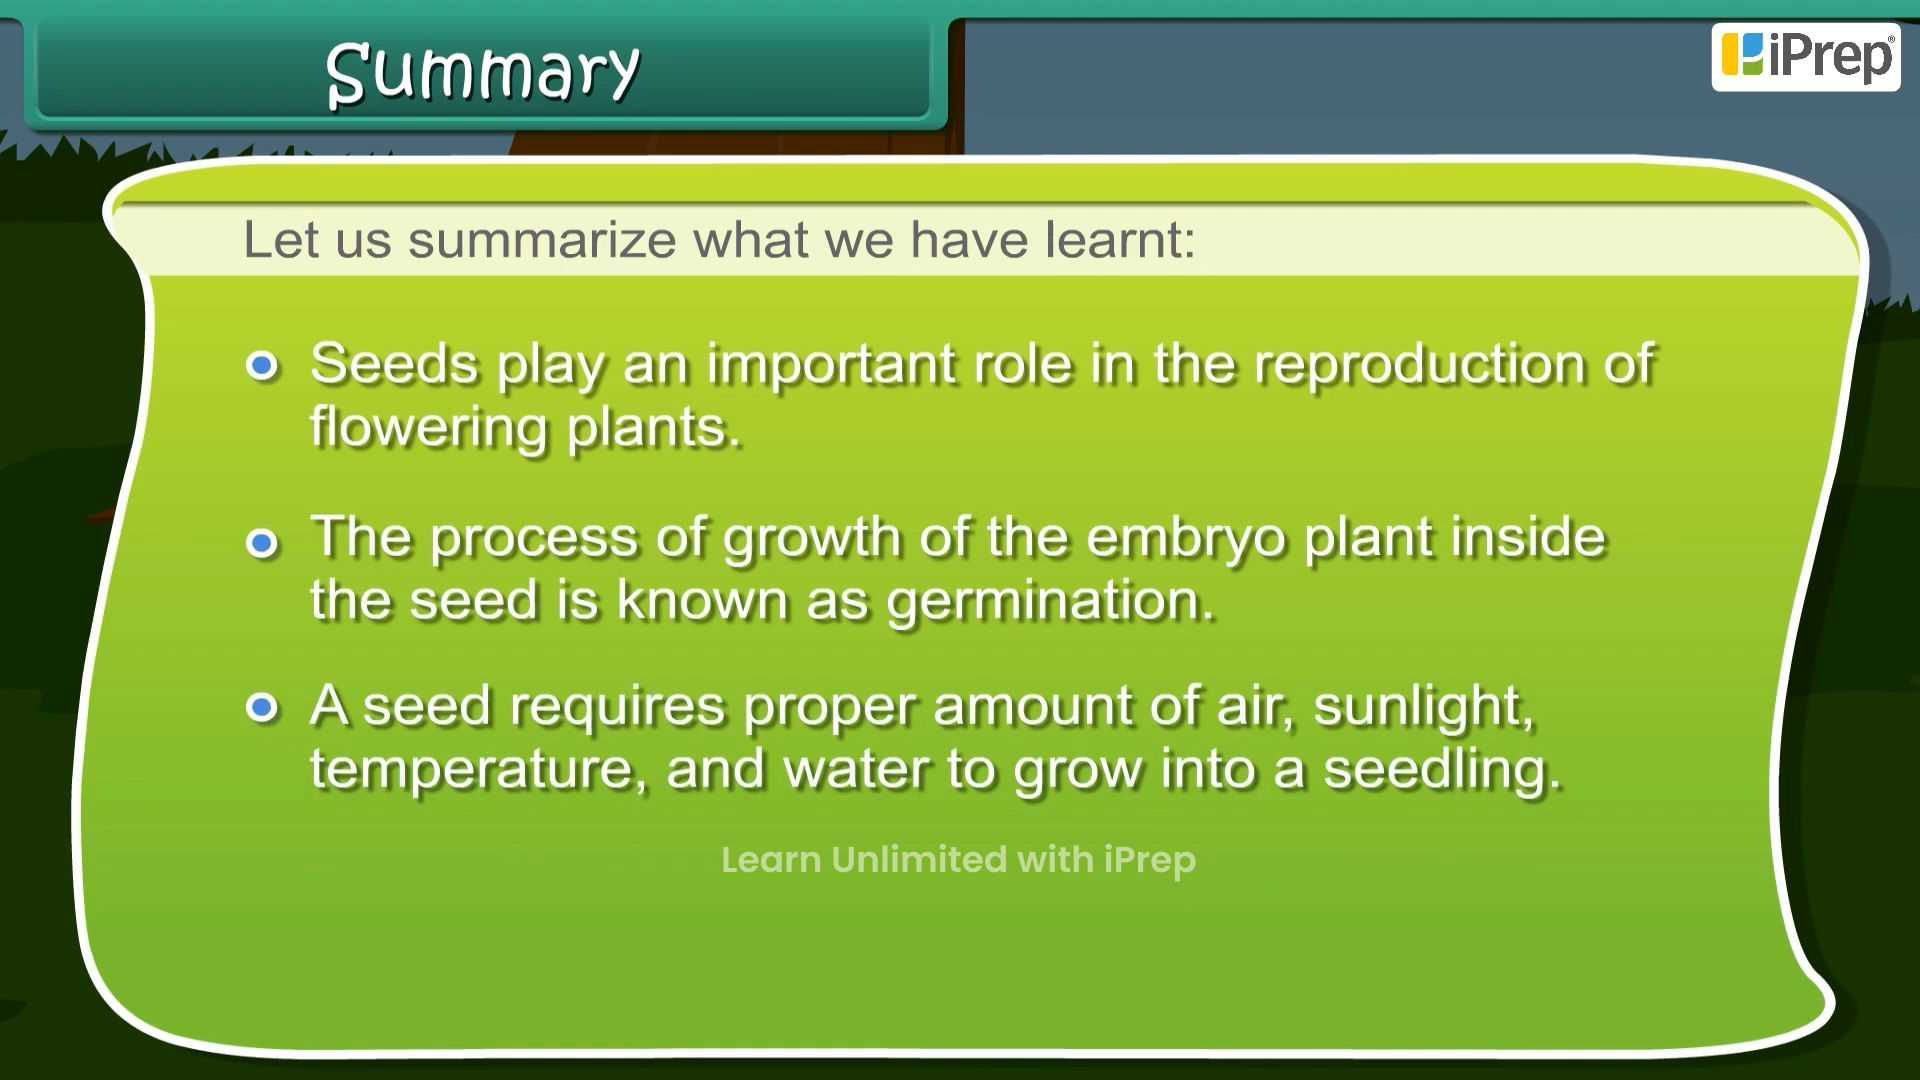 Summary
iPrep®
Let us summarize what we have learnt:
Seeds play an important role in the reproduction of
flowering plants.
The process of growth of the embryo plant inside
the seed is known as germination.
A seed requires proper amount of air, sunlight,
temperature, and water to grow into a seedling.
Learn Unlimited with iPrep